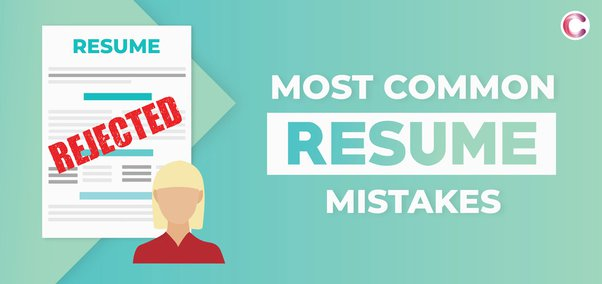 RESUME
REJECTED
MOST COMMON
RESUME
MISTAKES
C